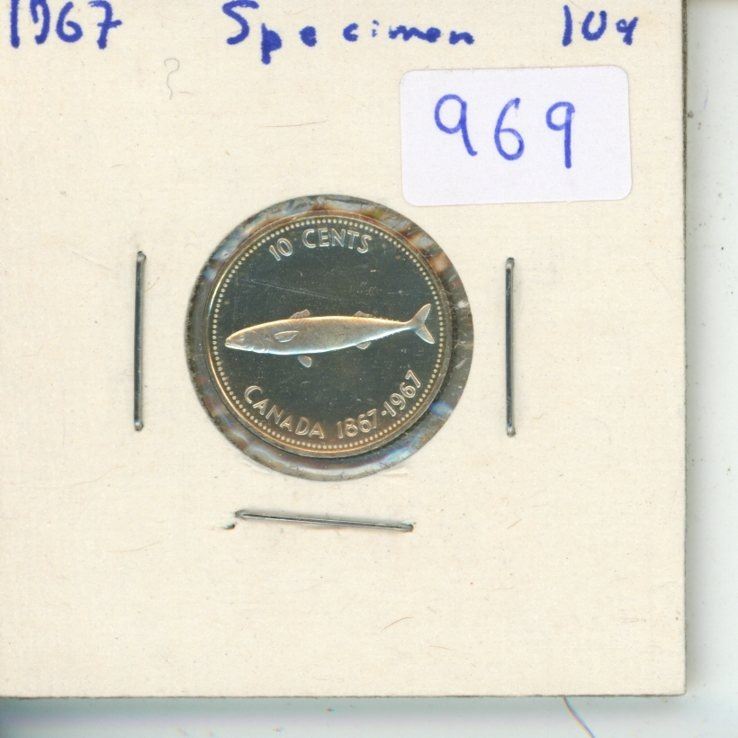 1967 Specimen 10¢
969
10 CENTS
CANADA 1867-1967